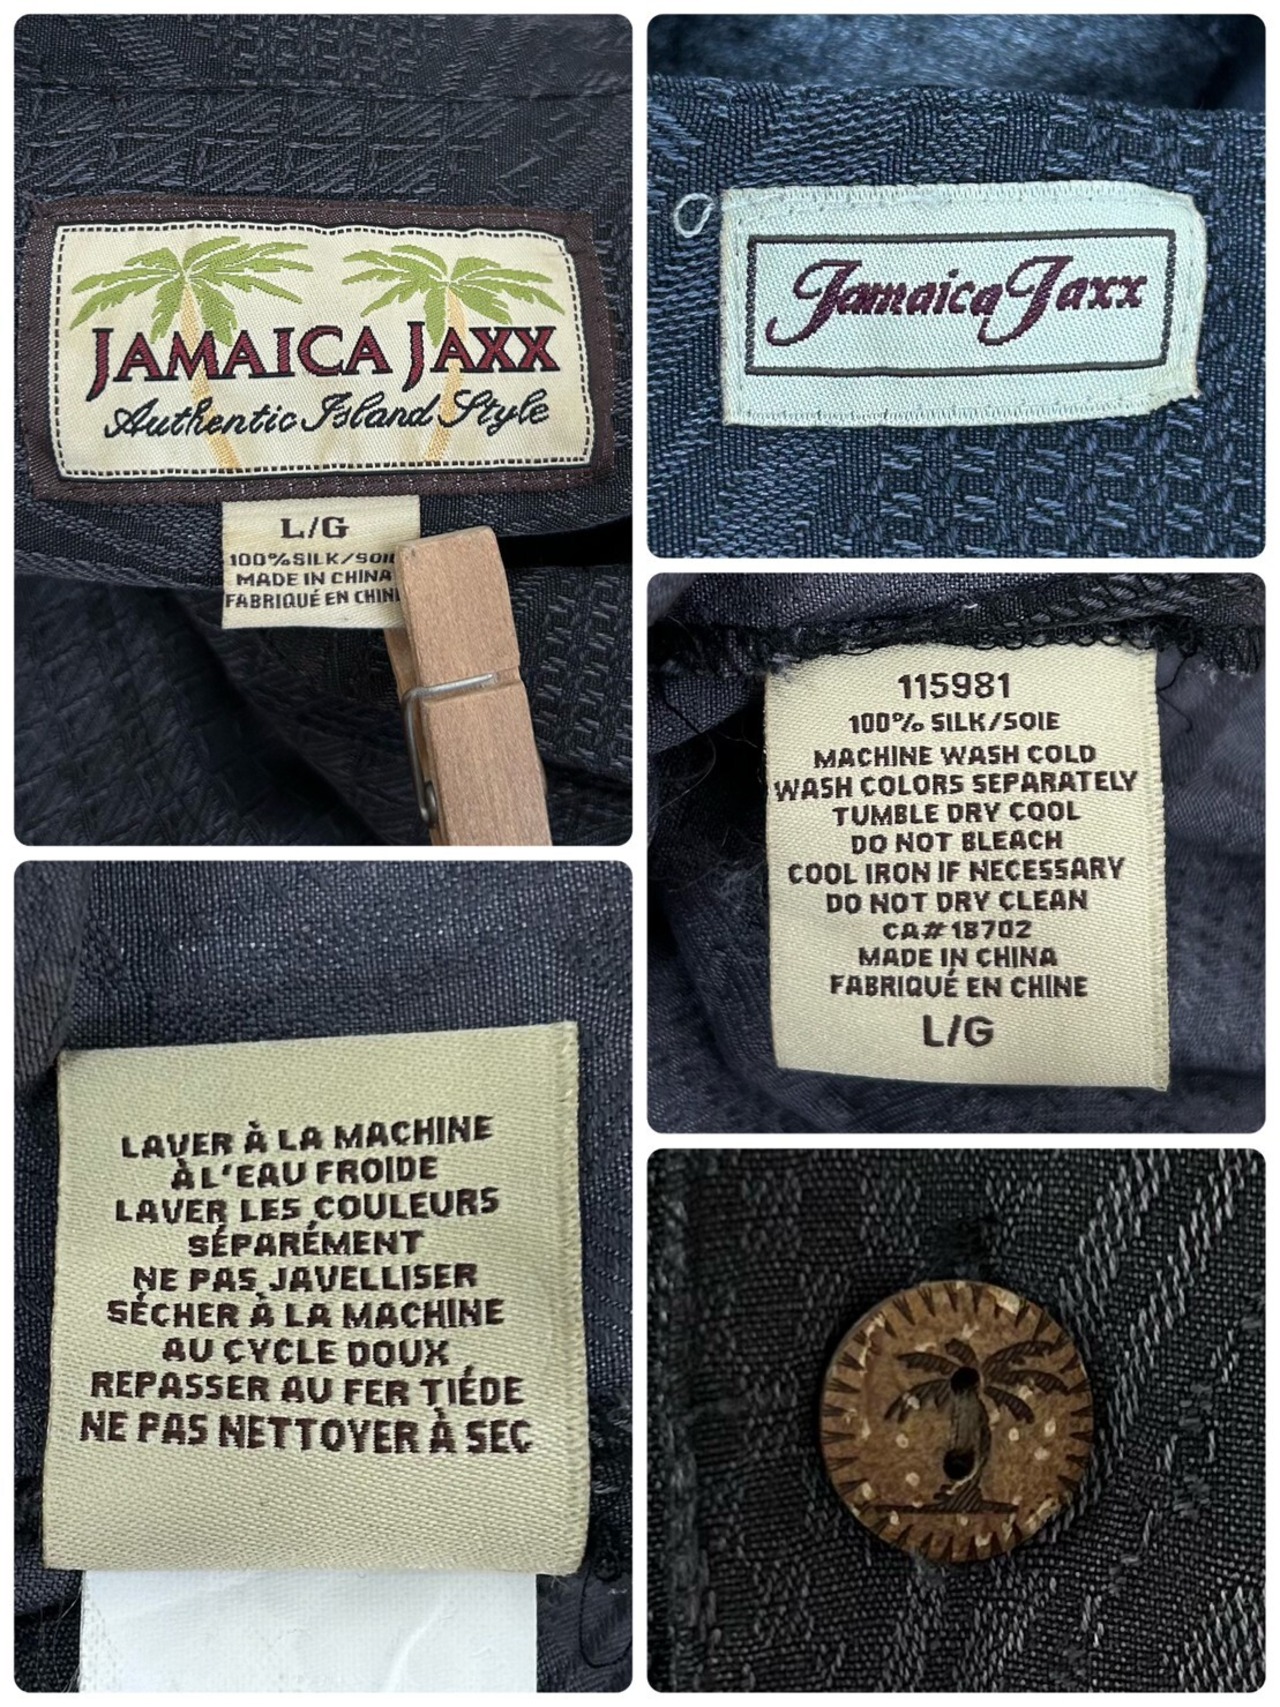 JAMAICA JAXX
Authentic Island Style
L/G
100% SILK/SOIE
MADE IN CHINA
FABRIQUÉ EN CHINE
Jamaica Jaxx
115981
100% SILK/SOIE
MACHINE WASH COLD
WASH COLORS SEPARATELY
TUMBLE DRY COOL
DO NOT BLEACH
COOL IRON IF NECESSARY
DO NOT DRY CLEAN
CA# 18702
MADE IN CHINA
FABRIQUÉ EN CHINE
L/G
LAVER À LA MACHINE
À L'EAU FROIDE
LAVER LES COULEURS
SÉPARÉMENT
NE PAS JAVELLISER
SÉCHER À LA MACHINE
AU CYCLE DOUX
REPASSER AU FER TIÉDE
NE PAS NETTOYER À SEC